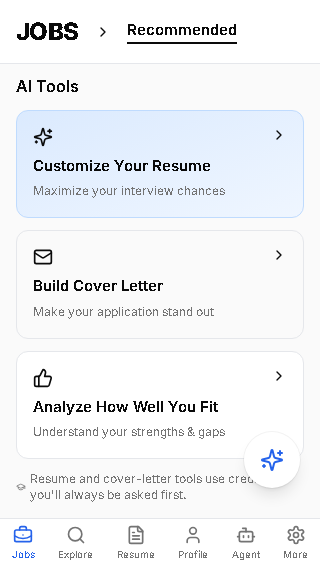 JOBS
Recommended
AI Tools
Customize Your Resume
Maximize your interview chances
Build Cover Letter
Make your application stand out
Analyze How Well You Fit
Understand your strengths & gaps
Resume and cover-letter tools use
you'll always be asked first.
Jobs
Explore
Resume
Profile
Agent
More